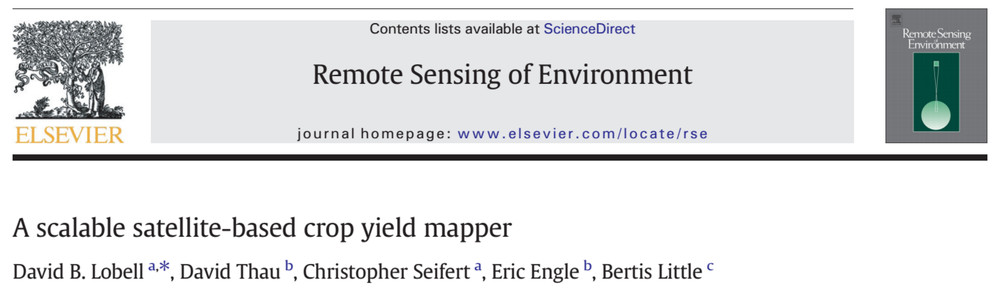 Contents lists available at ScienceDirect
Remote Sensing of Environment
journal homepage: www.elsevier.com/locate/rse
ELSEVIER
Remote Sensing
of
Environment
A scalable satellite-based crop yield mapper
David B. Lobell a,*, David Thau b, Christopher Seifert a, Eric Engle b, Bertis Little c